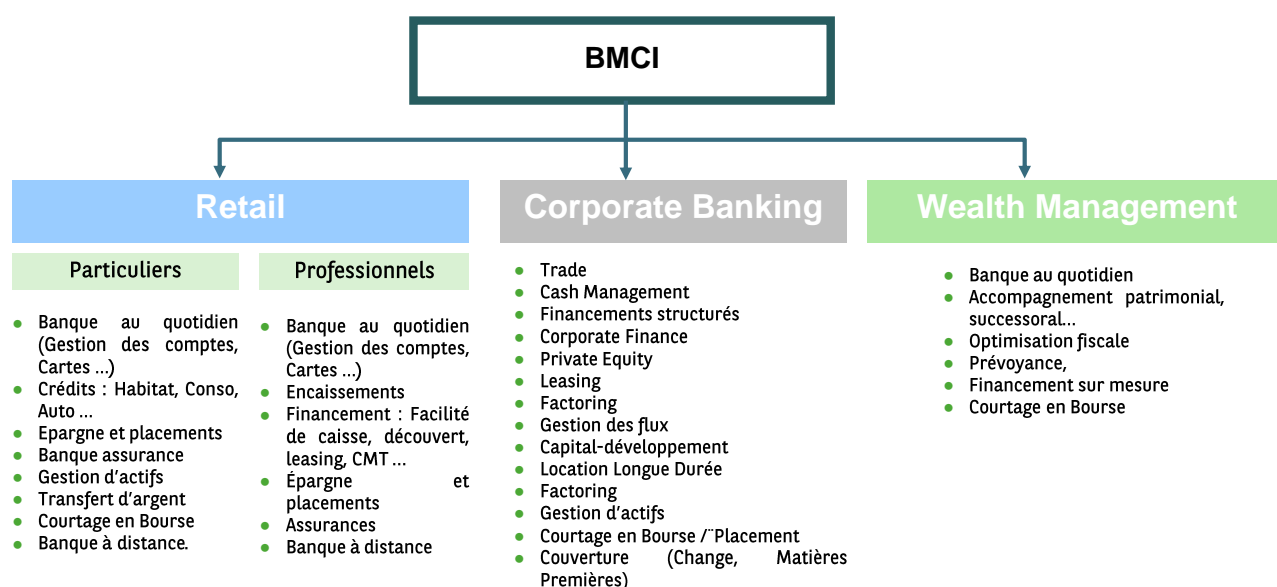 BMCI
Retail
Corporate Banking
Wealth Management
Particuliers
Banque au quotidien
(Gestion des comptes,
Cartes ...)
Crédits : Habitat, Conso,
Auto ...
Epargne et placements
Banque assurance
Gestion d'actifs
Transfert d'argent
Courtage en Bourse
Banque à distance.
Professionnels
Banque au quotidien
(Gestion des comptes,
Cartes ...)
Encaissements
Financement : Facilité
de caisse, découvert,
leasing, CMT ...
Épargne et
placements
Assurances
Banque à distance
Trade
Cash Management
Financements structurés
Corporate Finance
Private Equity
Leasing
Factoring
Gestion des flux
Capital-développement
Location Longue Durée
Factoring
Gestion d'actifs
Courtage en Bourse /¨Placement
Couverture (Change, Matières
Premières)
Banque au quotidien
Accompagnement patrimonial,
successoral...
Optimisation fiscale
Prévoyance,
Financement sur mesure
Courtage en Bourse